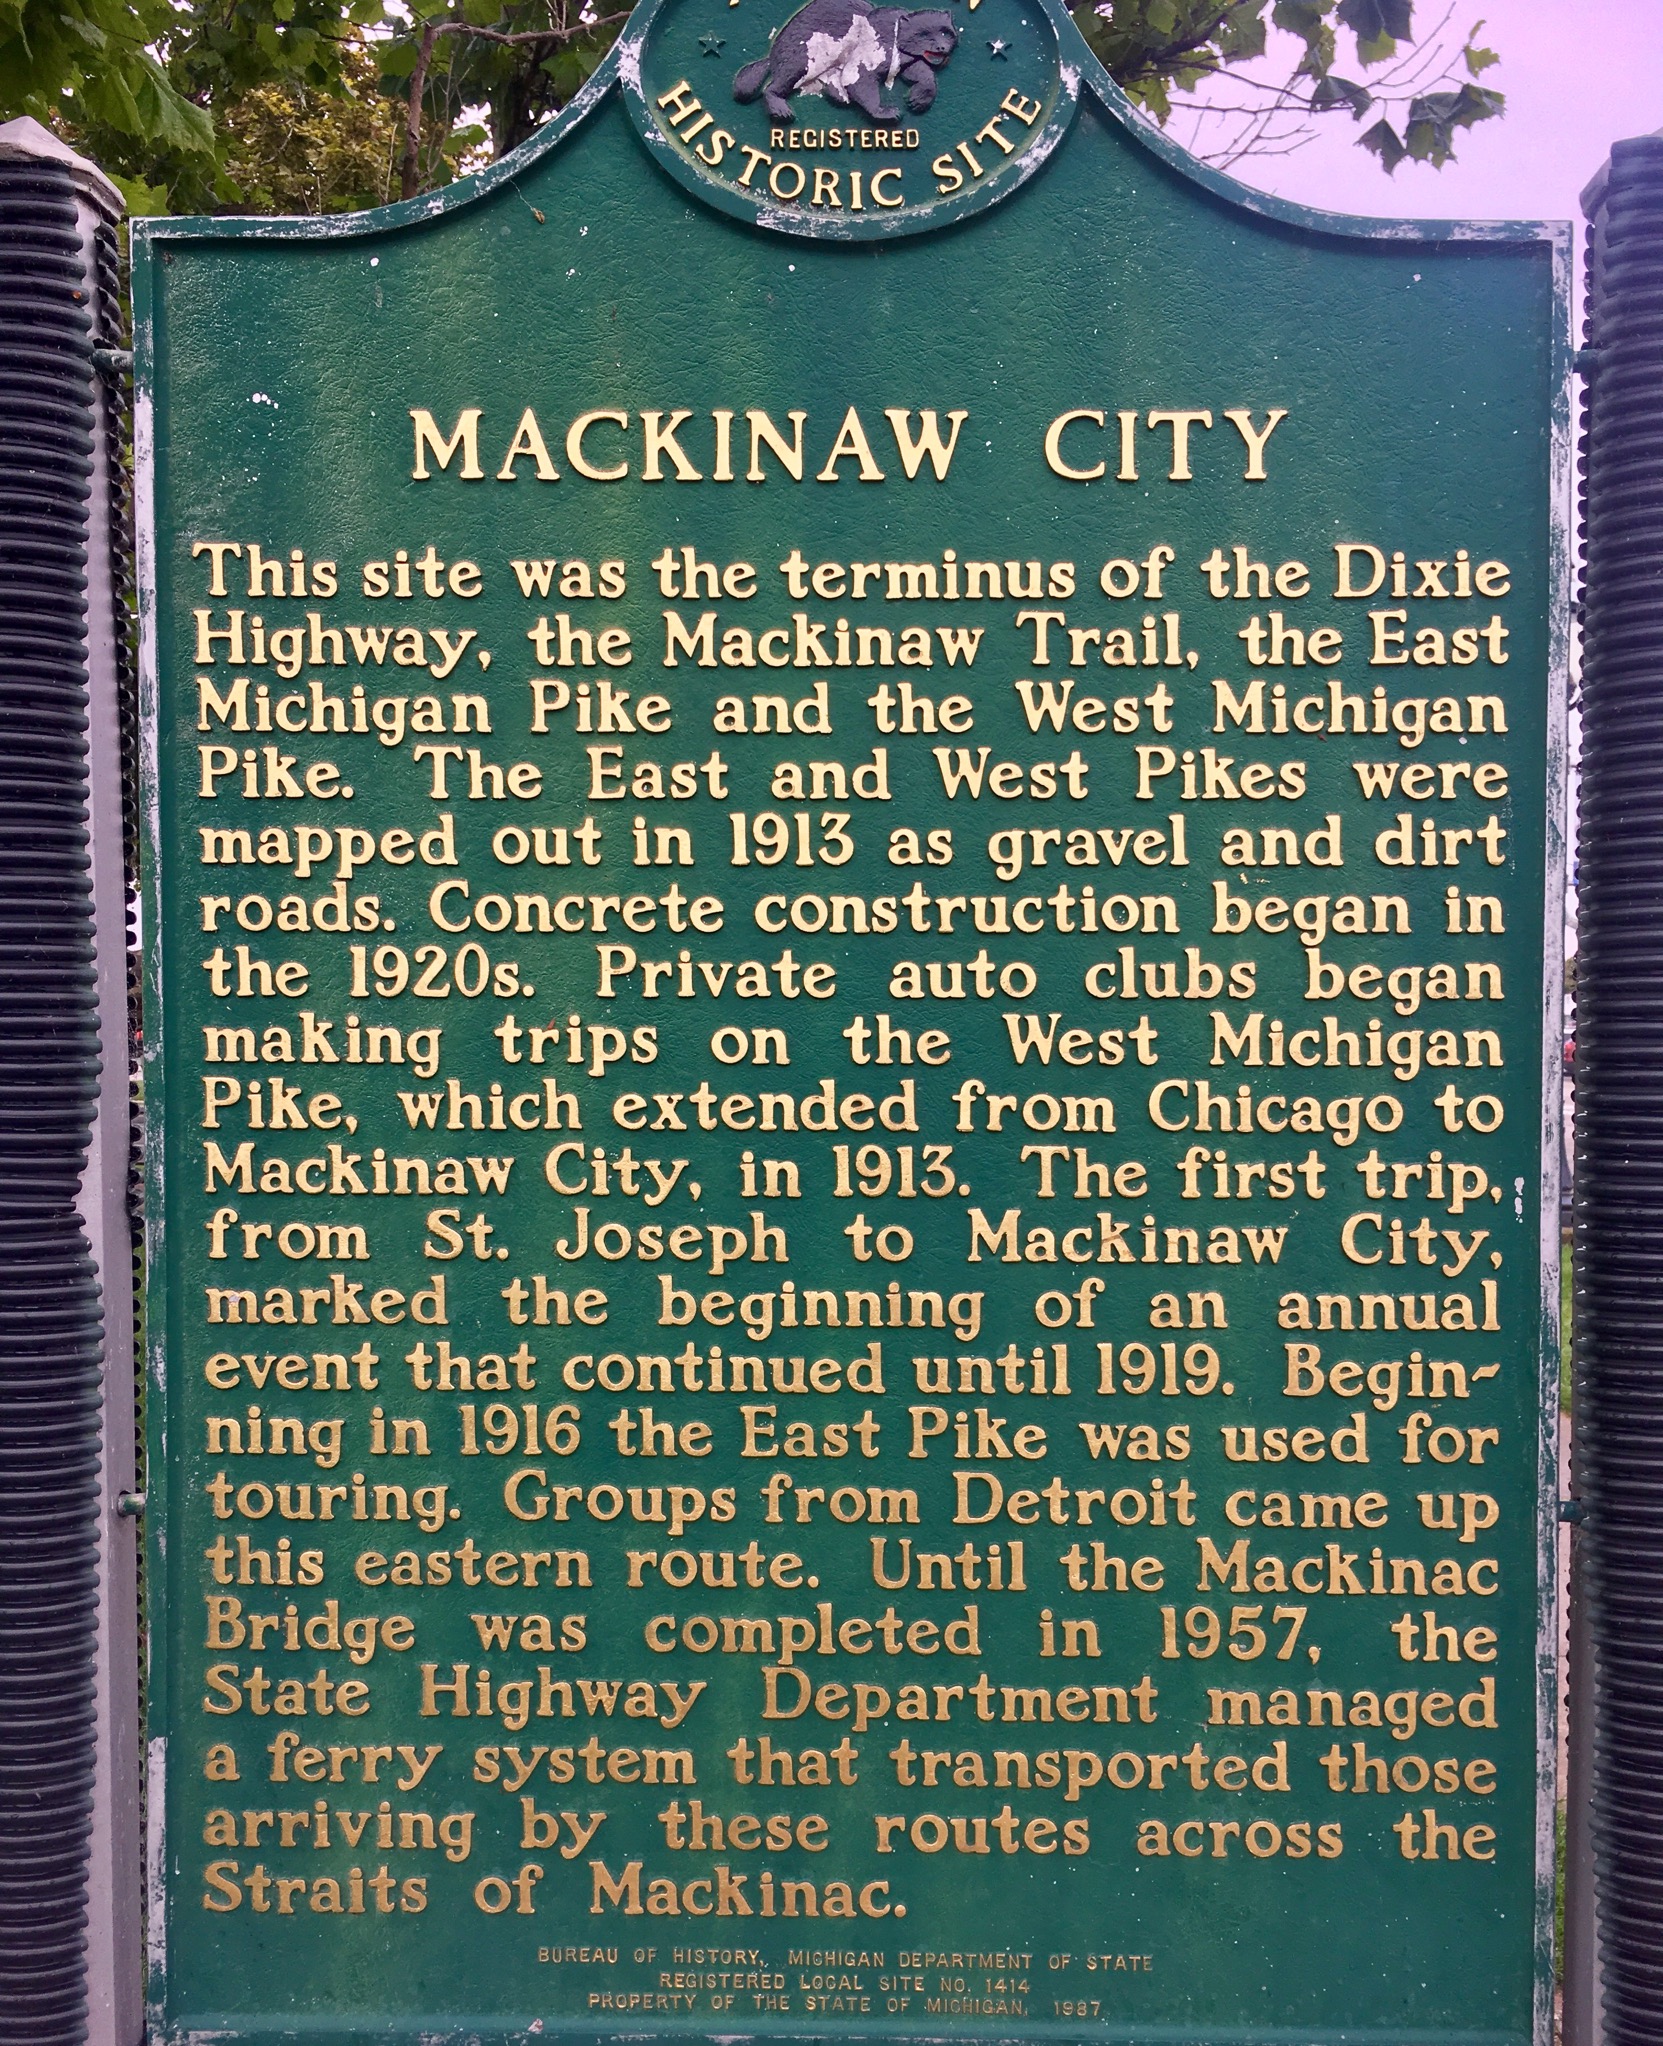 REGISTERED
HISTORIC SITE
MACKINAW CITY
This site was the terminus of the Dixie
Highway, the Mackinaw Trail, the East
Michigan Pike and the West Michigan
Pike. The East and West Pikes were
mapped out in 1913 as gravel and dirt
roads. Concrete construction began in
the 1920s. Private auto clubs began
making trips on the West Michigan
Pike, which extended from Chicago to
Mackinaw City, in 1913. The first trip,
from St. Joseph to Mackinaw City,
marked the beginning of an annual
event that continued until 1919. Begin-
ning in 1916 the East Pike was used for
touring. Groups from Detroit came up
this eastern route. Until the Mackinac
Bridge was completed in 1957, the
State Highway Department managed
a ferry system that transported those
arriving by these routes across the
Straits of Mackinac.
BUREAU OF HISTORY, MICHIGAN DEPARTMENT OF STATE
REGISTERED LOCAL SITE NO. 1414
PROPERTY OF THE STATE OF MICHIGAN, 1987